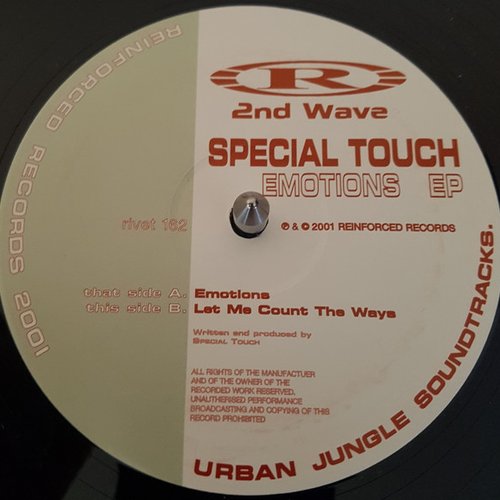 REINFORCED RECORDS 2001
R
2nd Wave
SPECIAL TOUCH
EMOTIONS EP
rivet 162
℗ & © 2001 REINFORCED RECORDS
that side A. Emotions
this side B. Let Me Count The Ways
Written and produced by
SPECIAL TOUCH
ALL RIGHTS OF THE MANUFACTUER
AND OF THE OWNER OF THE
RECORDED WORK RESERVED,
UNAUTHERISED PERFORMANCE
BROADCASTING AND COPYING OF THIS
RECORD PROHIBITED
URBAN JUNGLE SOUNDTRACKS.